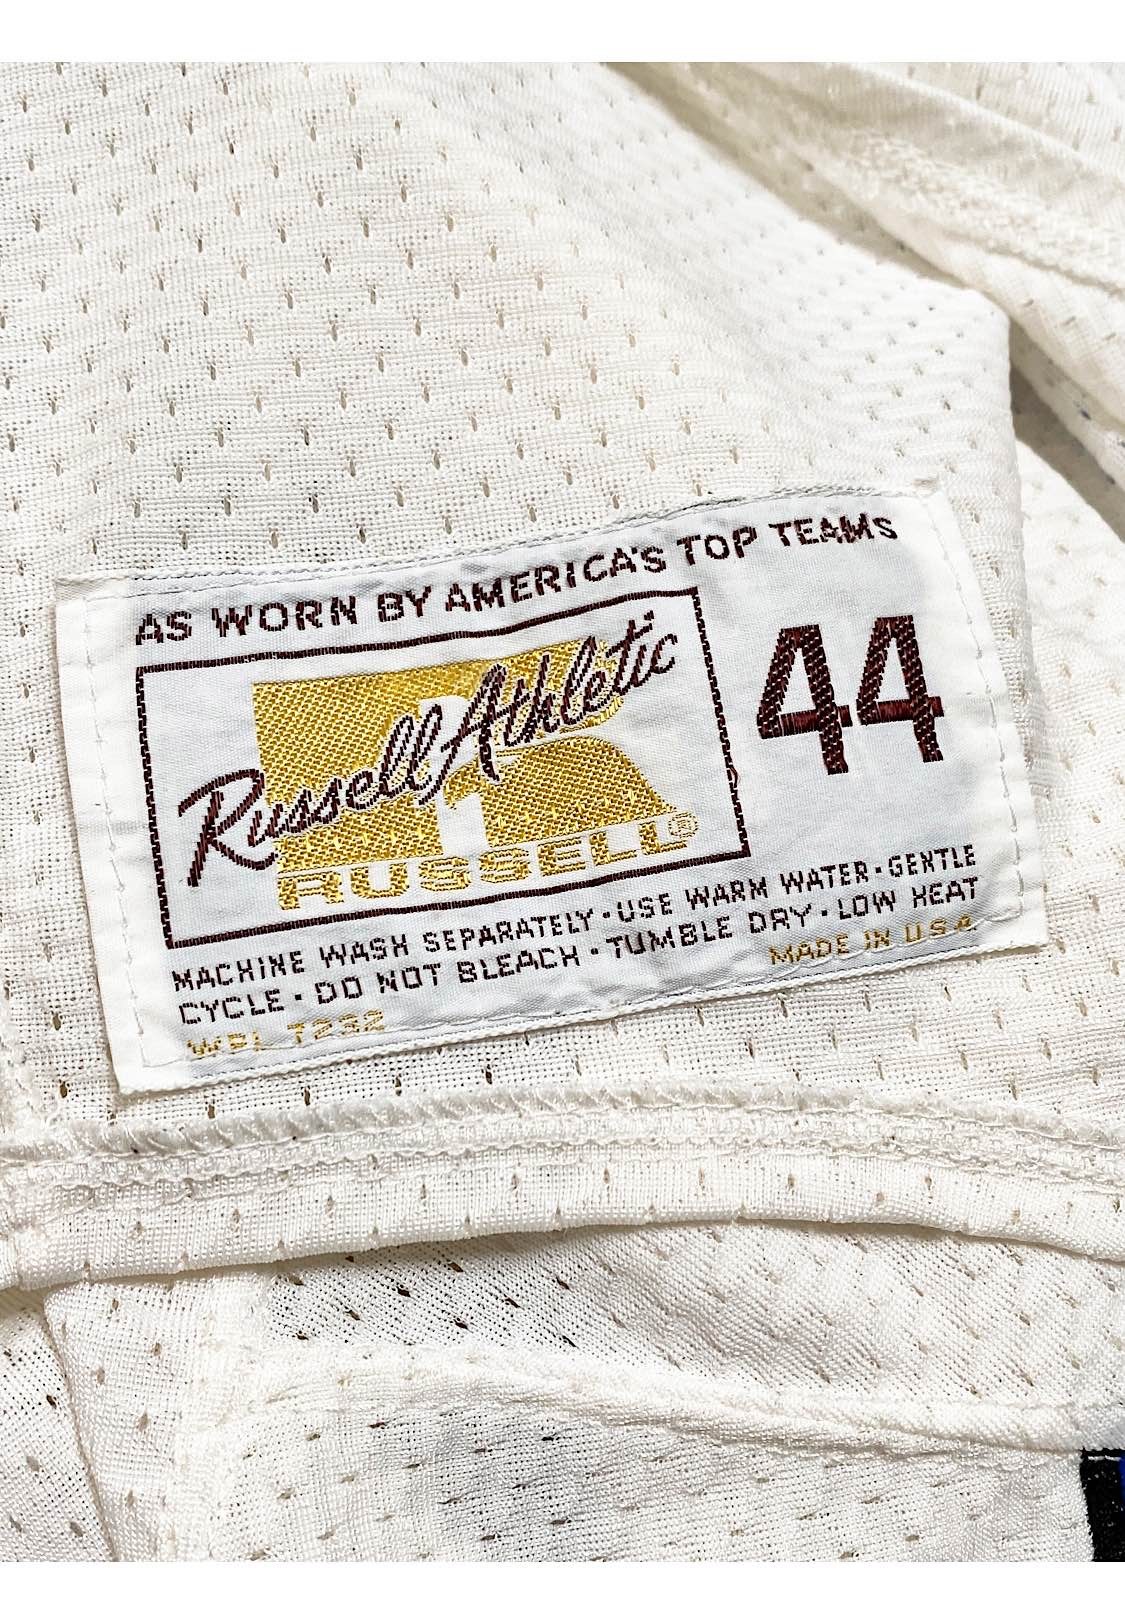 AS WORN BY AMERICA'S TOP TEAMS
Russell Athletic
RUSSELL®
44
MACHINE WASH SEPARATELY · USE WARM WATER · GENTLE
CYCLE · DO NOT BLEACH · TUMBLE DRY · LOW HEAT
MADE IN U.S.A.
WPL 7232